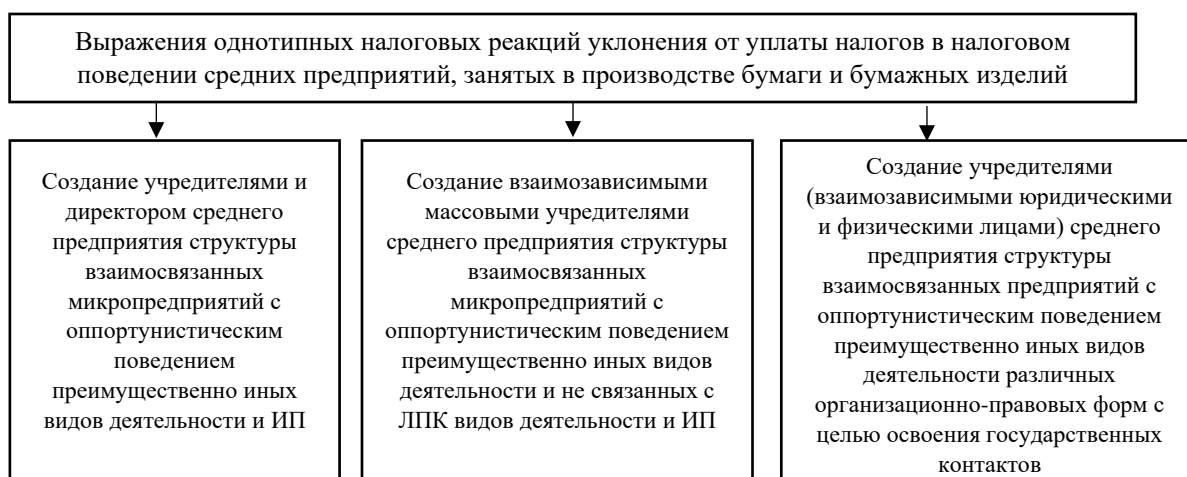 Выражения однотипных налоговых реакций уклонения от уплаты налогов в налоговом
поведении средних предприятий, занятых в производстве бумаги и бумажных изделий
Создание учредителями и
директором среднего
предприятия структуры
взаимосвязанных
микропредприятий с
оппортунистическим
поведением
преимущественно иных
видов деятельности и ИП
Создание взаимозависимыми
массовыми учредителями
среднего предприятия структуры
взаимосвязанных
микропредприятий с
оппортунистическим поведением
преимущественно иных видов
деятельности и не связанных с
ЛПК видов деятельности и ИП
Создание учредителями
(взаимозависимыми юридическими
и физическими лицами) среднего
предприятия структуры
взаимосвязанных предприятий с
оппортунистическим поведением
преимущественно иных видов
деятельности различных
организационно-правовых форм с
целью освоения государственных
контактов